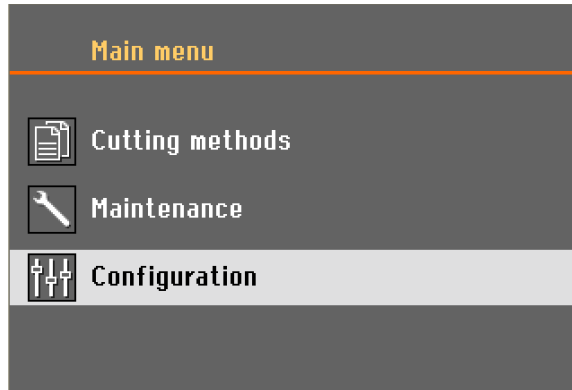 Main menu
Cutting methods
Maintenance
Configuration